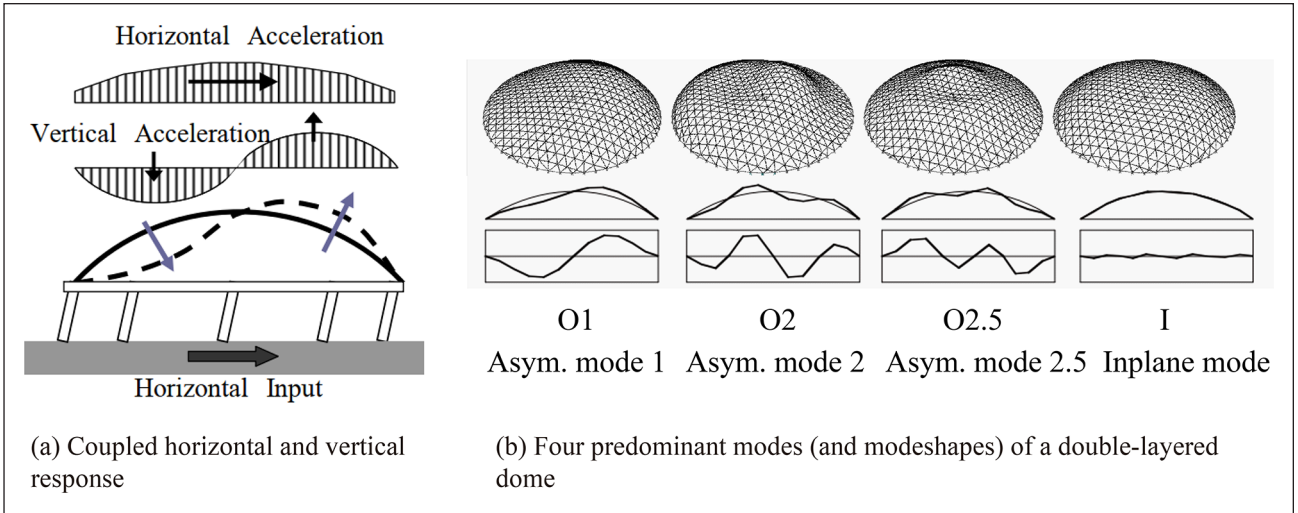 Horizontal Acceleration
Vertical Acceleration
Horizontal Input
(a) Coupled horizontal and vertical
response
O1 O2 O2.5 I
Asym. mode 1 Asym. mode 2 Asym. mode 2.5 Inplane mode
(b) Four predominant modes (and modeshapes) of a double-layered
dome